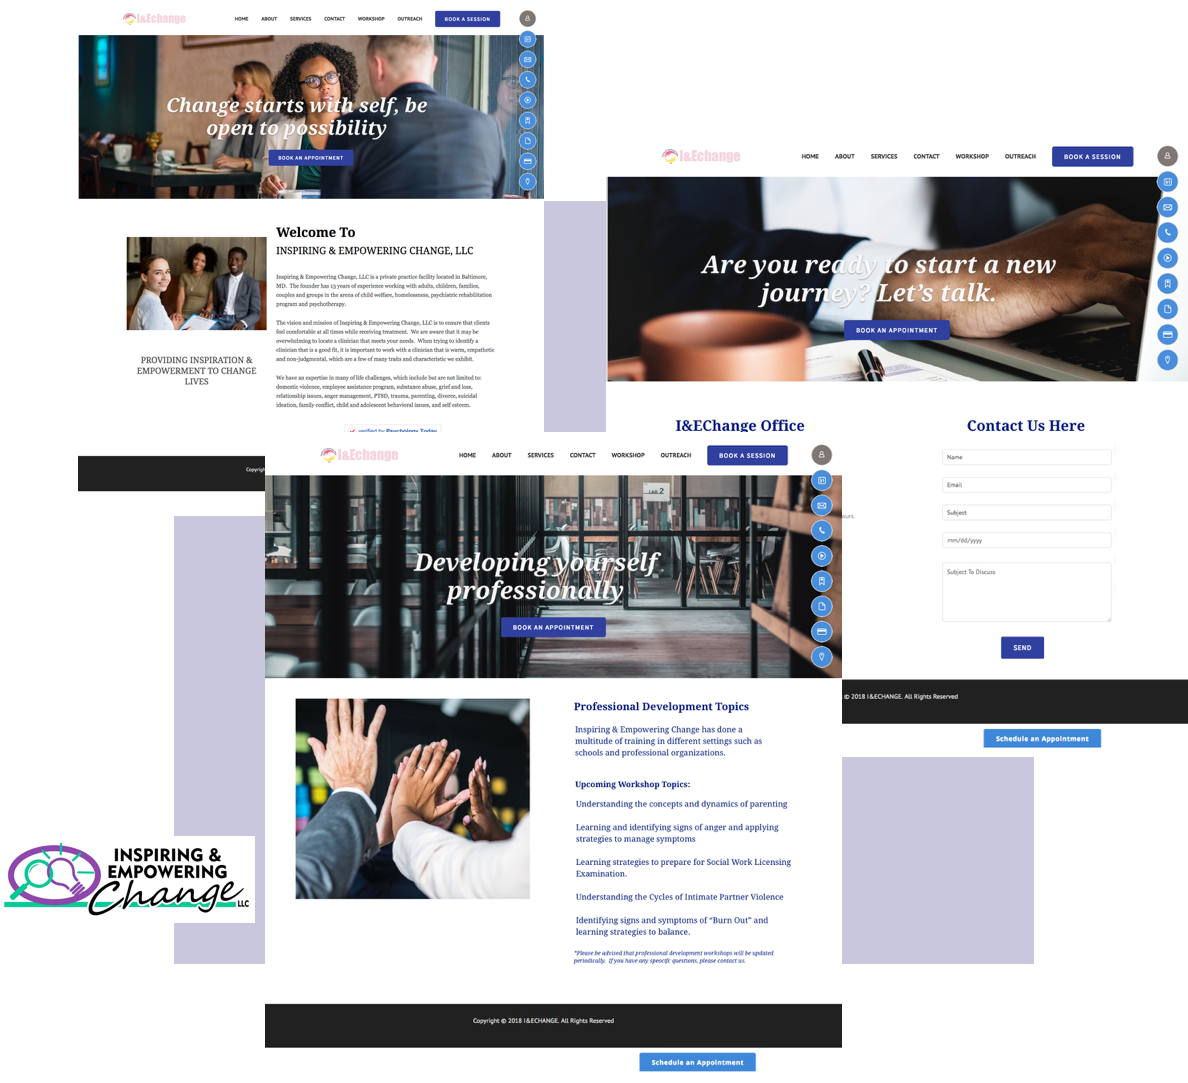 I&Echange
HOME ABOUT SERVICES CONTACT WORKSHOP OUTREACH BOOK A SESSION
Change starts with self, be
open to possibility
BOOK AN APPOINTMENT
Welcome To
INSPIRING & EMPOWERING CHANGE, LLC
Inspiring & Empowering Change, LLC is a private practice facility located in Baltimore,
MD. The founder has 13 years of experience working with adults, children, families,
couples and groups in the arena of child welfare, homelessness, psychiatric rehabilitation
program and psychotherapy.
The vision and mission of Inspiring & Empowering Change, LLC is to ensure that clients
feel comfortable at all times while receiving treatment. We are aware that it may be
overwhelming to locate a clinician that meets your needs. When trying to identify a
clinician that is a good fit, it is important to work with a clinician that is warm, empathetic
and non-judgmental, which are a few of many traits and characteristic we exhibit.
We have an expertise in many of life challenges, which include but are not limited to:
domestic violence, employee assistance program, substance abuse, grief and loss,
relationship issues, anger management, PTSD, trauma, parenting, divorce, suicidal
ideation, family conflict, child and adolescent behavioral issues, and self esteem.
PROVIDING INSPIRATION &
EMPOWERMENT TO CHANGE
LIVES
verified by Psychology Today
Copyrig
I&Echange
HOME ABOUT SERVICES CONTACT WORKSHOP OUTREACH BOOK A SESSION
Are you ready to start a new
journey? Let's talk.
BOOK AN APPOINTMENT
I&EChange Office
Contact Us Here
Name
Email
Subject
mm/dd/yyyy
Subject To Discuss
SEND
ours.
© 2018 I&ECHANGE. All Rights Reserved
Schedule an Appointment
I&Echange
HOME ABOUT SERVICES CONTACT WORKSHOP OUTREACH BOOK A SESSION
LAB 2
Developing yourself
professionally
BOOK AN APPOINTMENT
Professional Development Topics
Inspiring & Empowering Change has done a
multitude of training in different settings such as
schools and professional organizations.
Upcoming Workshop Topics:
Understanding the concepts and dynamics of parenting
Learning and identifying signs of anger and applying
strategies to manage symptoms
Learning strategies to prepare for Social Work Licensing
Examination.
Understanding the Cycles of Intimate Partner Violence
Identifying signs and symptoms of "Burn Out" and
learning strategies to balance.
*Please be advised that professional development workshops will be updated
periodically. If you have any speocifc questions, please contact us.
Copyright © 2018 I&ECHANGE. All Rights Reserved
Schedule an Appointment
INSPIRING &
EMPOWERING
Change LLC